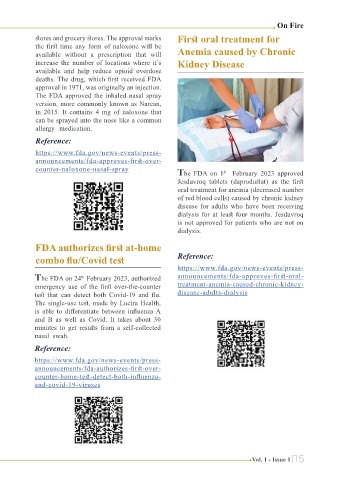 On Fire
stores and grocery stores. The approval marks
the first time any form of naloxone will be
available without a prescription that will
increase the number of locations where it's
available and help reduce opioid overdose
deaths. The drug, which first received FDA
approval in 1971, was originally an injection.
The FDA approved the inhaled nasal spray
version, more commonly known as Narcan,
in 2015. It contains 4 mg of naloxone that
can be sprayed into the nose like a common
allergy medication.
Reference:
https://www.fda.gov/news-events/press-
announcements/fda-approves-first-over-
counter-naloxone-nasal-spray
FDA authorizes first at-home
combo flu/Covid test
The FDA on 24th February 2023, authorized
emergency use of the first over-the-counter
test that can detect both Covid-19 and flu.
The single-use test, made by Lucira Health,
is able to differentiate between influenza A
and B as well as Covid. It takes about 30
minutes to get results from a self-collected
nasal swab.
Reference:
https://www.fda.gov/news-events/press-
announcements/fda-authorizes-first-over-
counter-home-test-detect-both-influenza-
and-covid-19-viruses
First oral treatment for
Anemia caused by Chronic
Kidney Disease
The FDA on 1st February 2023 approved
Jesduvroq tablets (daprodustat) as the first
oral treatment for anemia (decreased number
of red blood cells) caused by chronic kidney
disease for adults who have been receiving
dialysis for at least four months. Jesduvroq
is not approved for patients who are not on
dialysis.
Reference:
https://www.fda.gov/news-events/press-
announcements/fda-approves-first-oral-
treatment-anemia-caused-chronic-kidney-
disease-adults-dialysis
Vol. 1 - Issue 1 |15